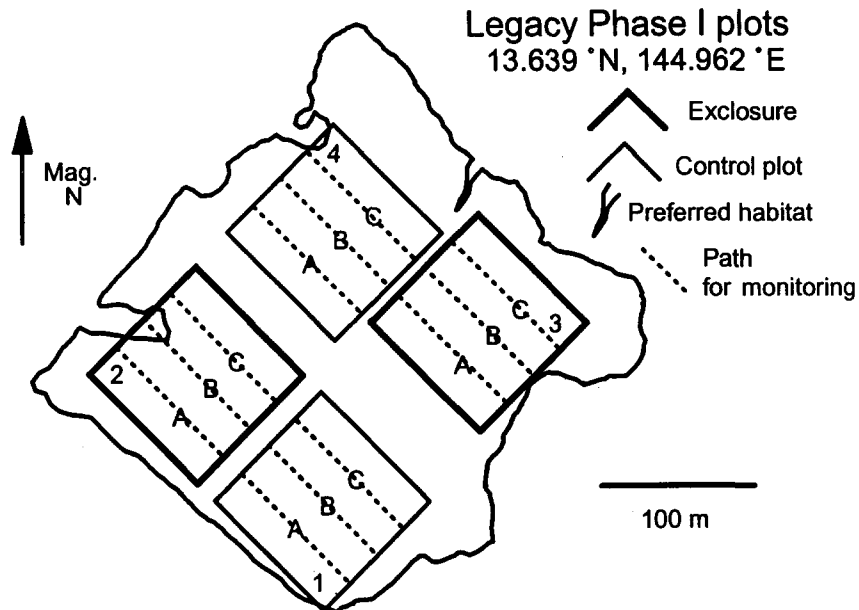 Legacy Phase I plots
13.639 °N, 144.962 °E
Exclosure
Control plot
Preferred habitat
Path
for monitoring
Mag.
N
4
C
B
A
3
C
B
A
2
C
B
A
C
B
A
1
100 m